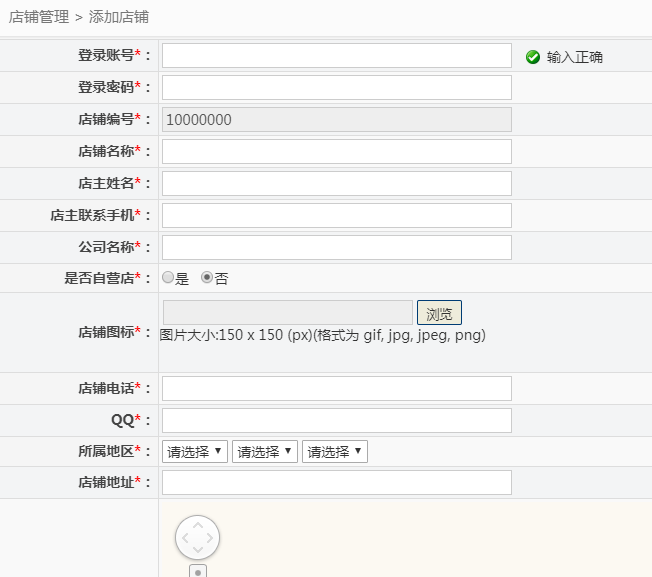 店铺管理 > 添加店铺
登录账号*： 输入正确
登录密码*：
店铺编号*： 10000000
店铺名称*：
店主姓名*：
店主联系手机*：
公司名称*：
是否自营店*： 是 否
店铺图标*： 浏览
图片大小:150 x 150 (px)(格式为 gif, jpg, jpeg, png)
店铺电话*：
QQ*：
所属地区*： 请选择 请选择 请选择
店铺地址*：